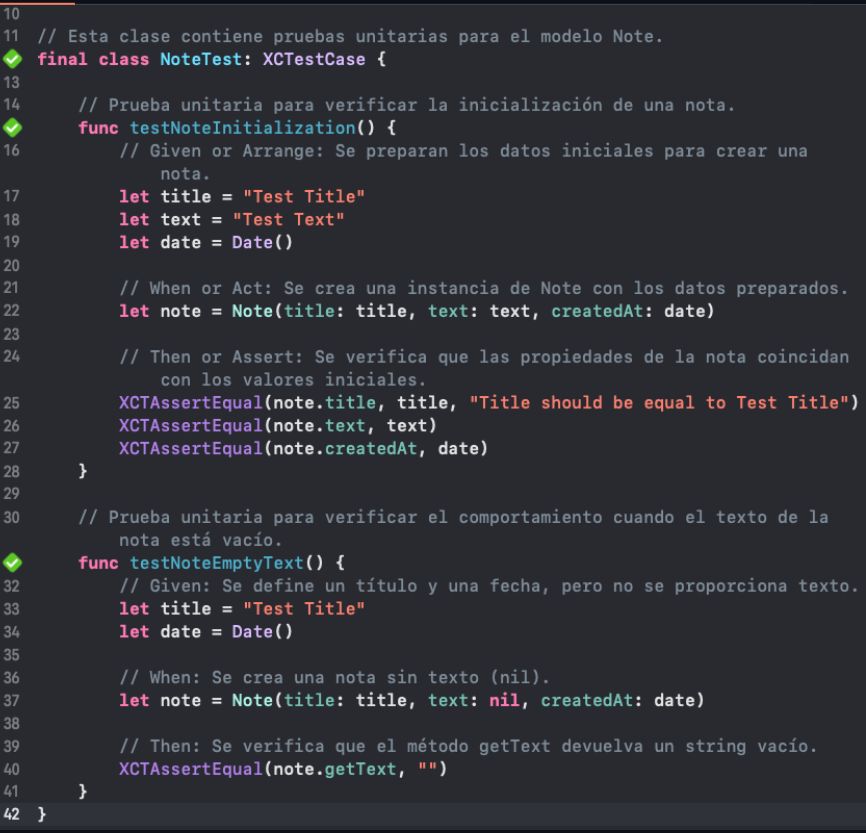 10
11 // Esta clase contiene pruebas unitarias para el modelo Note.
final class NoteTest: XCTestCase {
13
14     // Prueba unitaria para verificar la inicialización de una nota.
    func testNoteInitialization() {
16         // Given or Arrange: Se preparan los datos iniciales para crear una
            nota.
17         let title = "Test Title"
18         let text = "Test Text"
19         let date = Date()
20
21         // When or Act: Se crea una instancia de Note con los datos preparados.
22         let note = Note(title: title, text: text, createdAt: date)
23
24         // Then or Assert: Se verifica que las propiedades de la nota coincidan
            con los valores iniciales.
25         XCTAssertEqual(note.title, title, "Title should be equal to Test Title")
26         XCTAssertEqual(note.text, text)
27         XCTAssertEqual(note.createdAt, date)
28     }
29
30     // Prueba unitaria para verificar el comportamiento cuando el texto de la
        nota está vacío.
    func testNoteEmptyText() {
32         // Given: Se define un título y una fecha, pero no se proporciona texto.
33         let title = "Test Title"
34         let date = Date()
35
36         // When: Se crea una nota sin texto (nil).
37         let note = Note(title: title, text: nil, createdAt: date)
38
39         // Then: Se verifica que el método getText devuelva un string vacío.
40         XCTAssertEqual(note.getText, "")
41     }
42 }